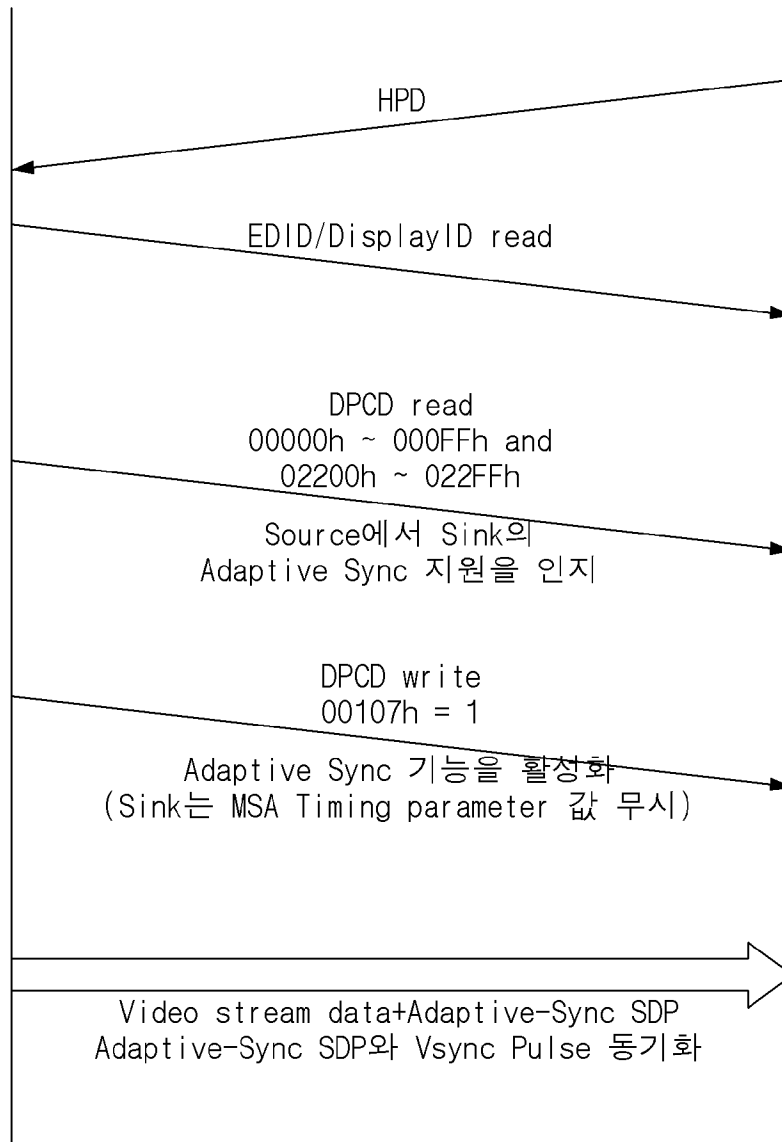 HPD
EDID/DisplayID read
DPCD read
00000h ~ 000FFh and
02200h ~ 022FFh
Source에서 Sink의
Adaptive Sync 지원을 인지
DPCD write
00107h = 1
Adaptive Sync 기능을 활성화
(Sink는 MSA Timing parameter 값 무시)
Video stream data+Adaptive-Sync SDP
Adaptive-Sync SDP와 Vsync Pulse 동기화